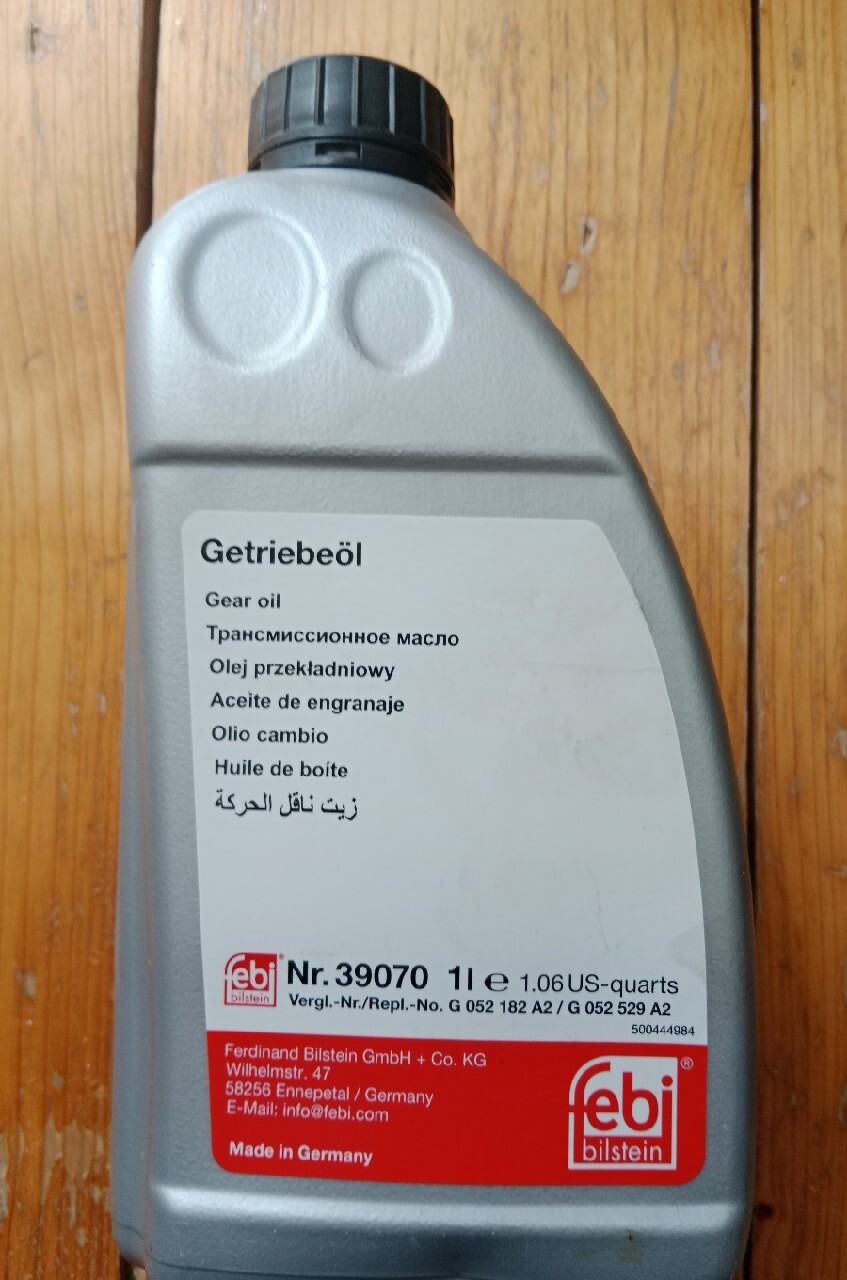 Getriebeöl
Gear oil
Трансмиссионное масло
Olej przekładniowy
Aceite de engranaje
Olio cambio
Huile de boíte
زيت ناقل الحركة
febi® bilstein
Nr. 39070 1l ℮ 1.06 US-quarts
Vergl.-Nr./Repl.-No. G 052 182 A2 / G 052 529 A2
500444984
Ferdinand Bilstein GmbH + Co. KG
Wilhelmstr. 47
58256 Ennepetal / Germany
E-Mail: info@febi.com
Made in Germany
febi®
bilstein